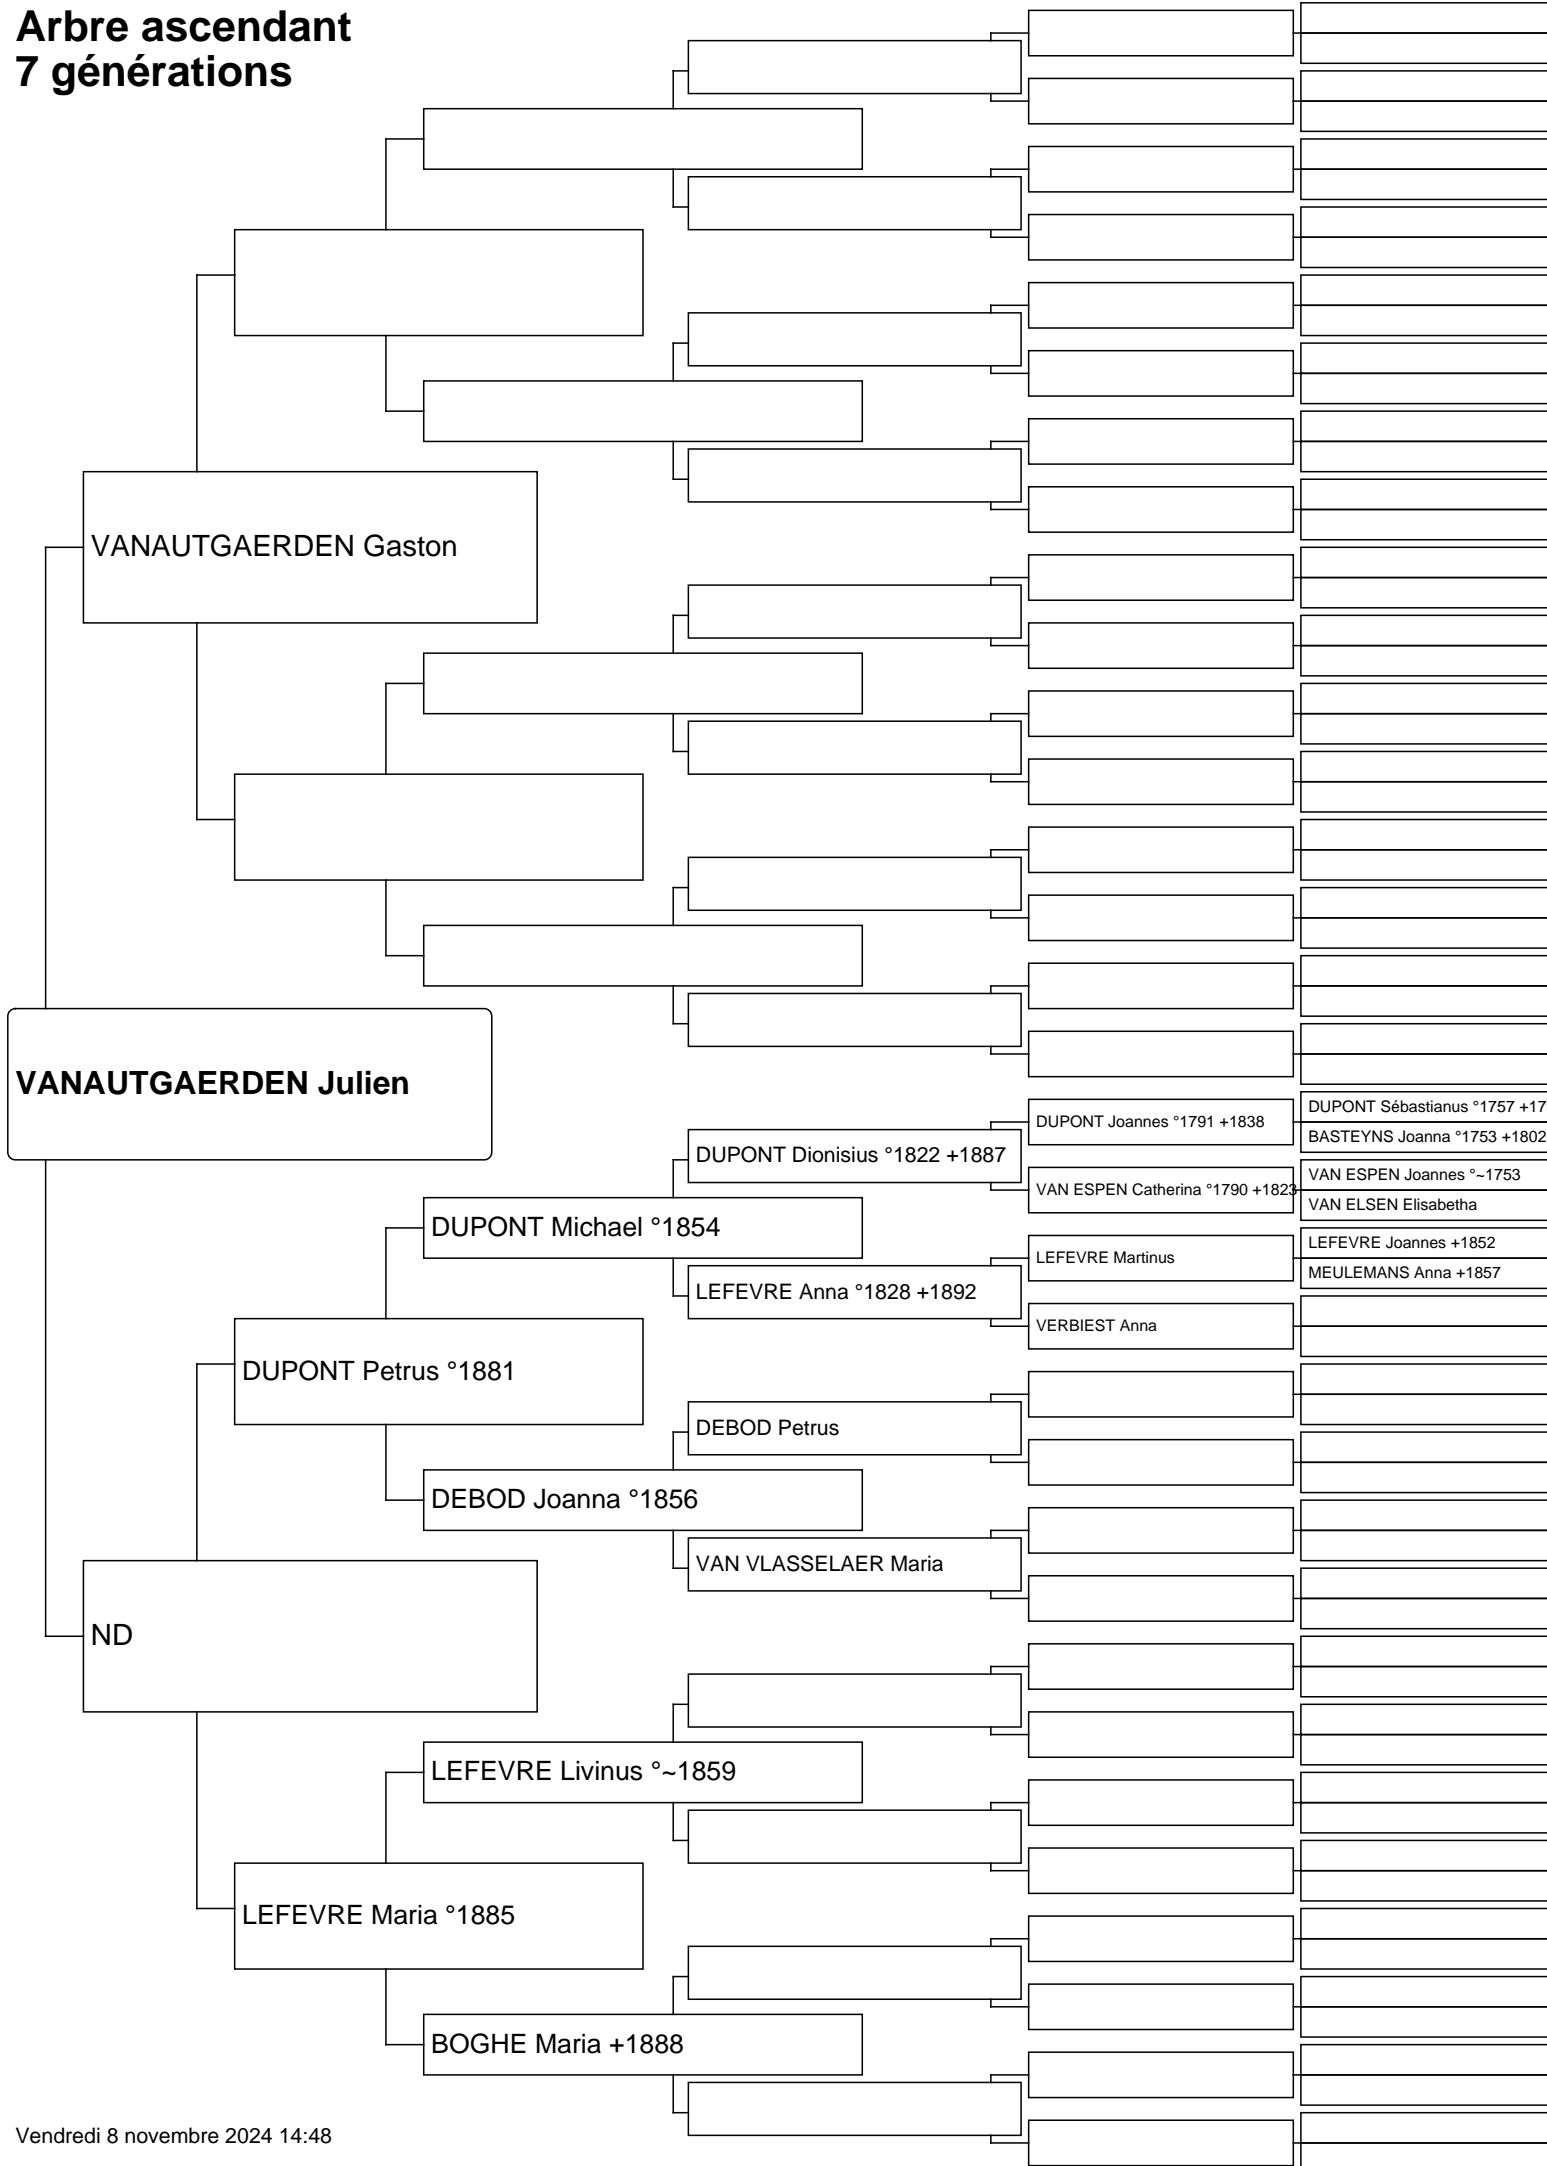 Arbre ascendant
7 générations
VANAUTGAERDEN Gaston
VANAUTGAERDEN Julien
DUPONT Sébastianus °1757 +17
DUPONT Joannes °1791 +1838
BASTEYNS Joanna °1753 +1802
DUPONT Dionisius °1822 +1887
VAN ESPEN Joannes °~1753
VAN ESPEN Catherina °1790 +1823
VAN ELSEN Elisabetha
DUPONT Michael °1854
LEFEVRE Joannes +1852
LEFEVRE Martinus
MEULEMANS Anna +1857
LEFEVRE Anna °1828 +1892
VERBIEST Anna
DUPONT Petrus °1881
DEBOD Petrus
DEBOD Joanna °1856
VAN VLASSELAER Maria
ND
LEFEVRE Livinus °~1859
LEFEVRE Maria °1885
BOGHE Maria +1888
Vendredi 8 novembre 2024 14:48